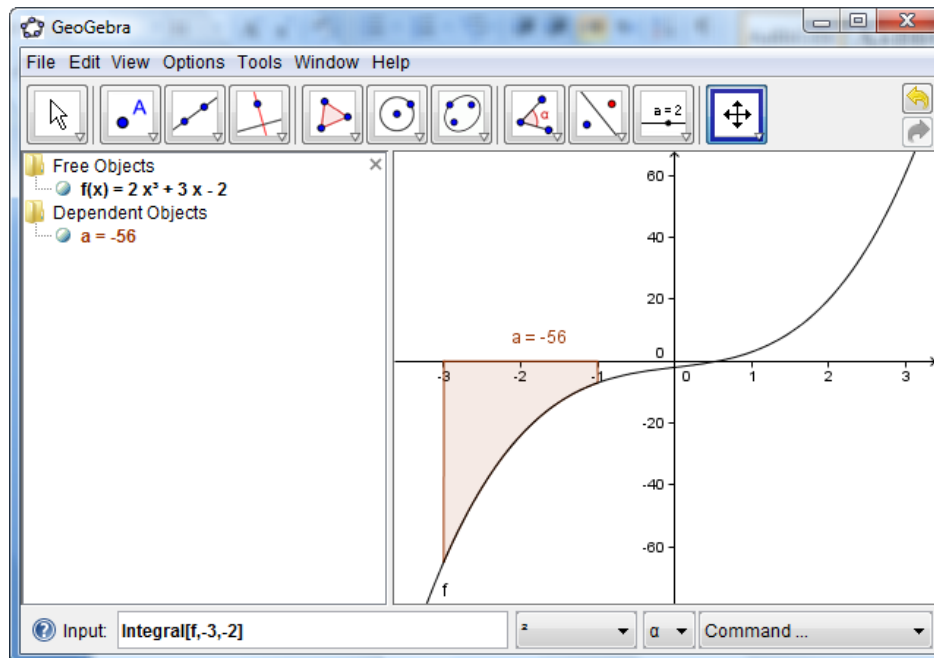 GeoGebra
File Edit View Options Tools Window Help
A
α
a=2
Free Objects
f(x) = 2 x³ + 3 x - 2
Dependent Objects
a = -56
60
40
20
a = -56
0
-3 -2 -1 0 1 2 3
-20
-40
-60
f
Input: Integral[f,-3,-2] ² α Command ...